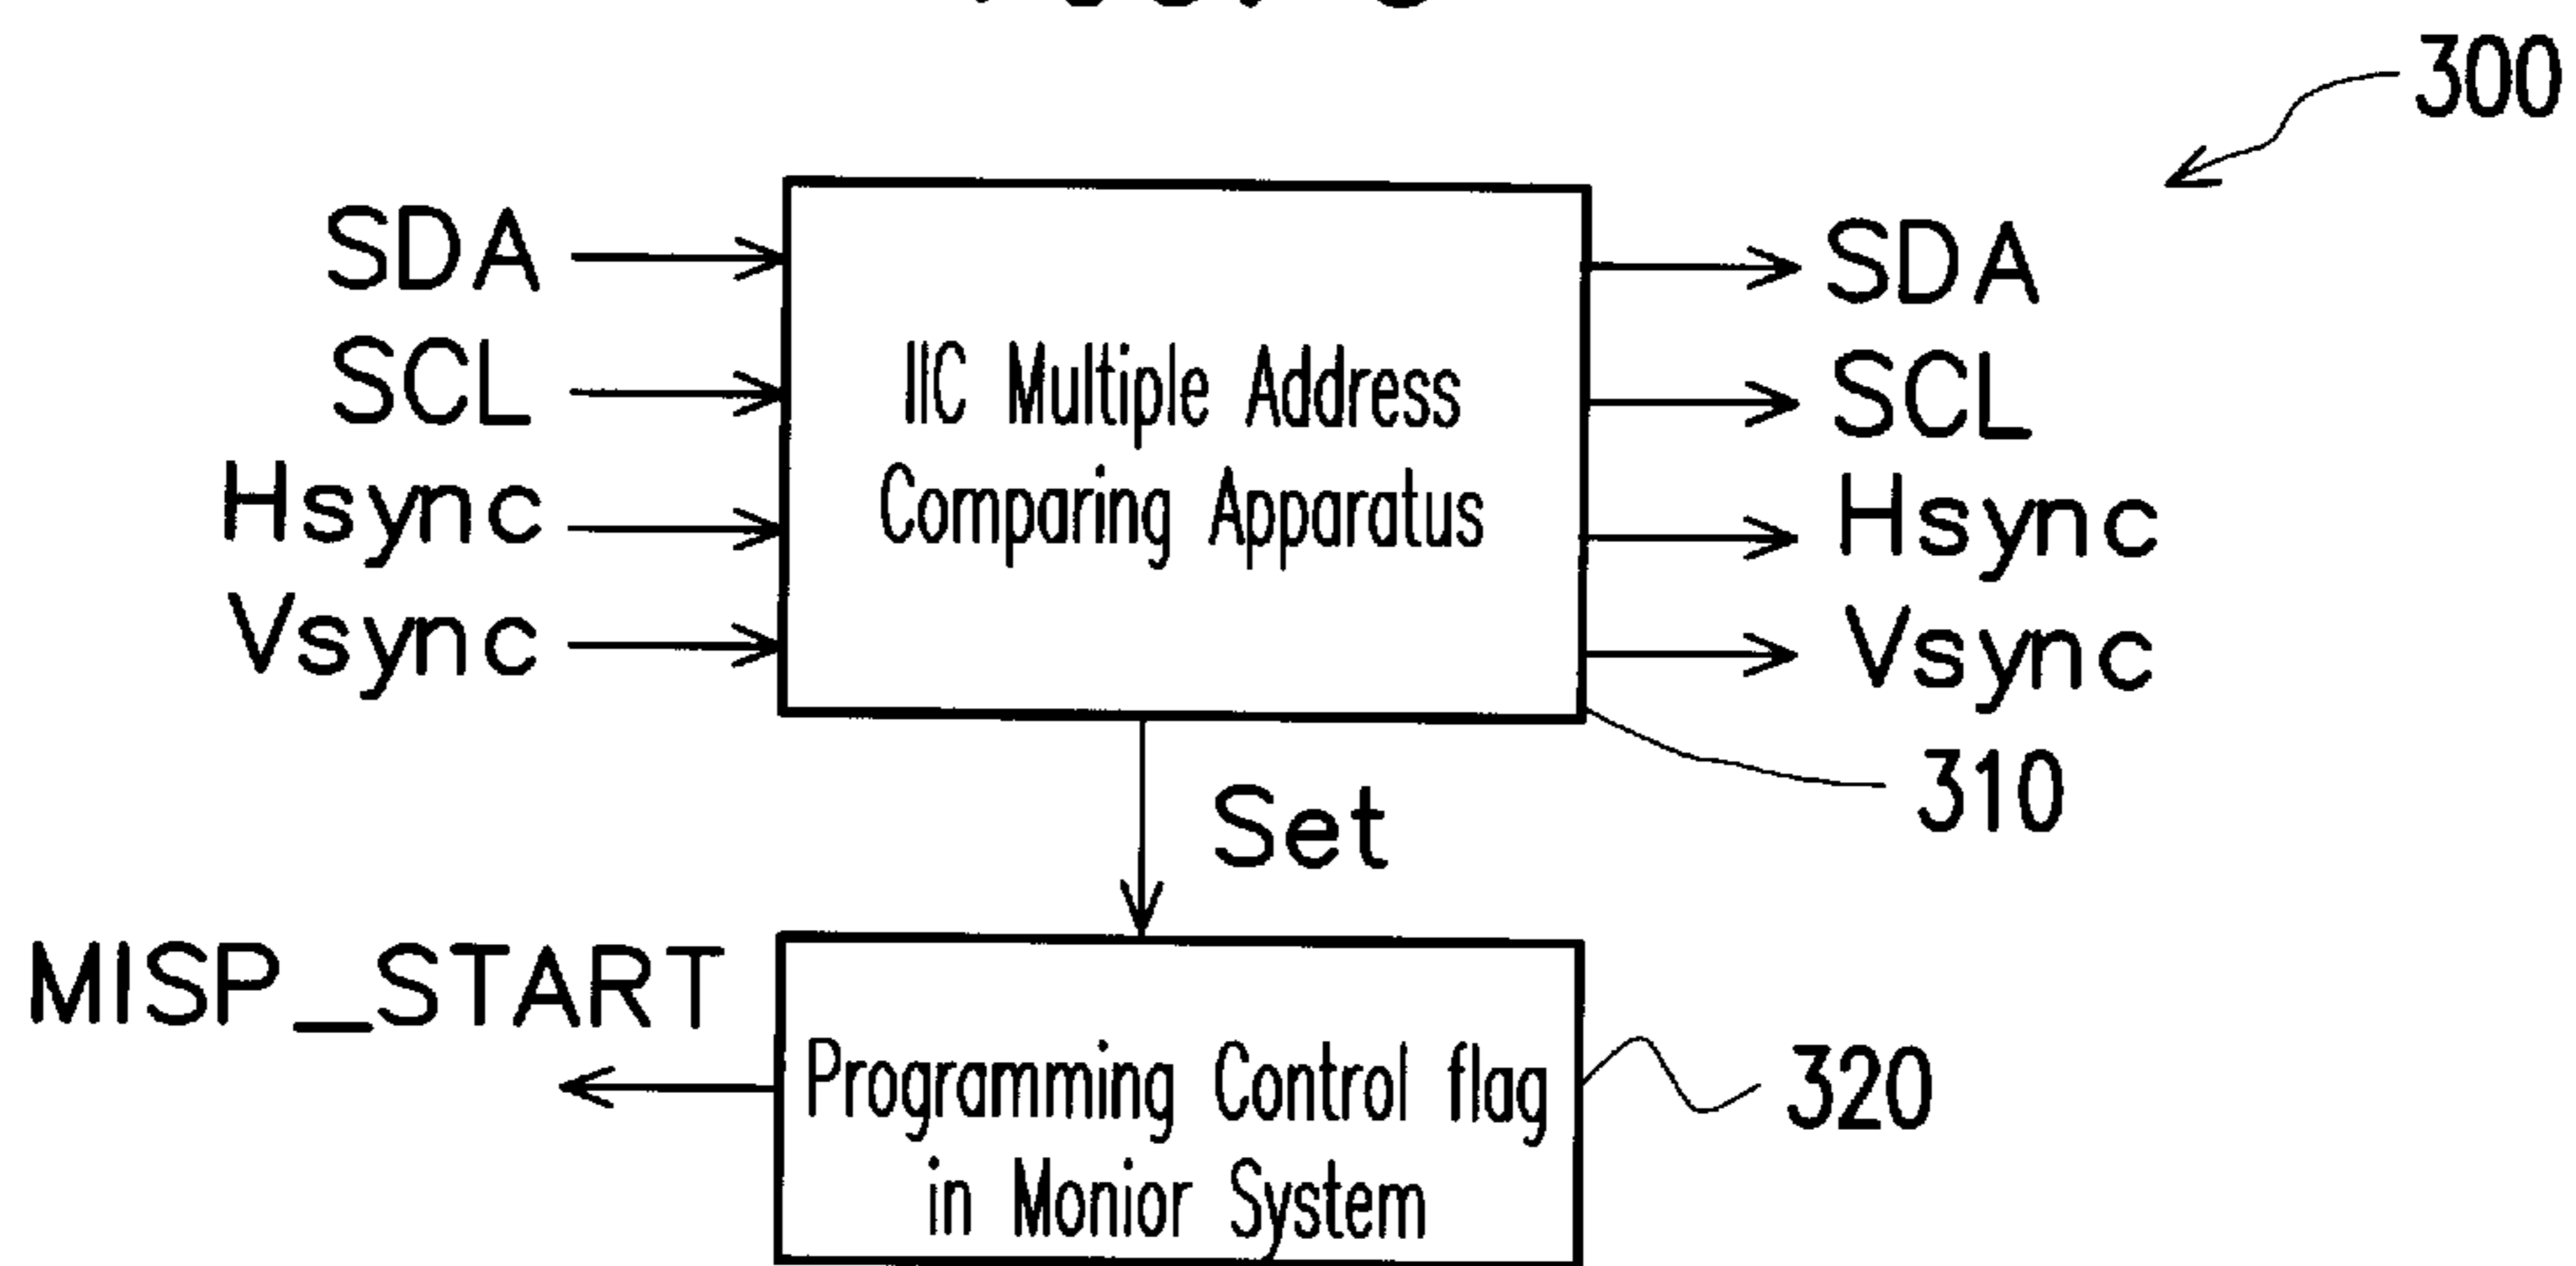 300
SDA
SCL
Hsync
Vsync
IIC Multiple Address
Comparing Apparatus
SDA
SCL
Hsync
Vsync
310
Set
MISP_START
Programming Control flag
in Monior System
320